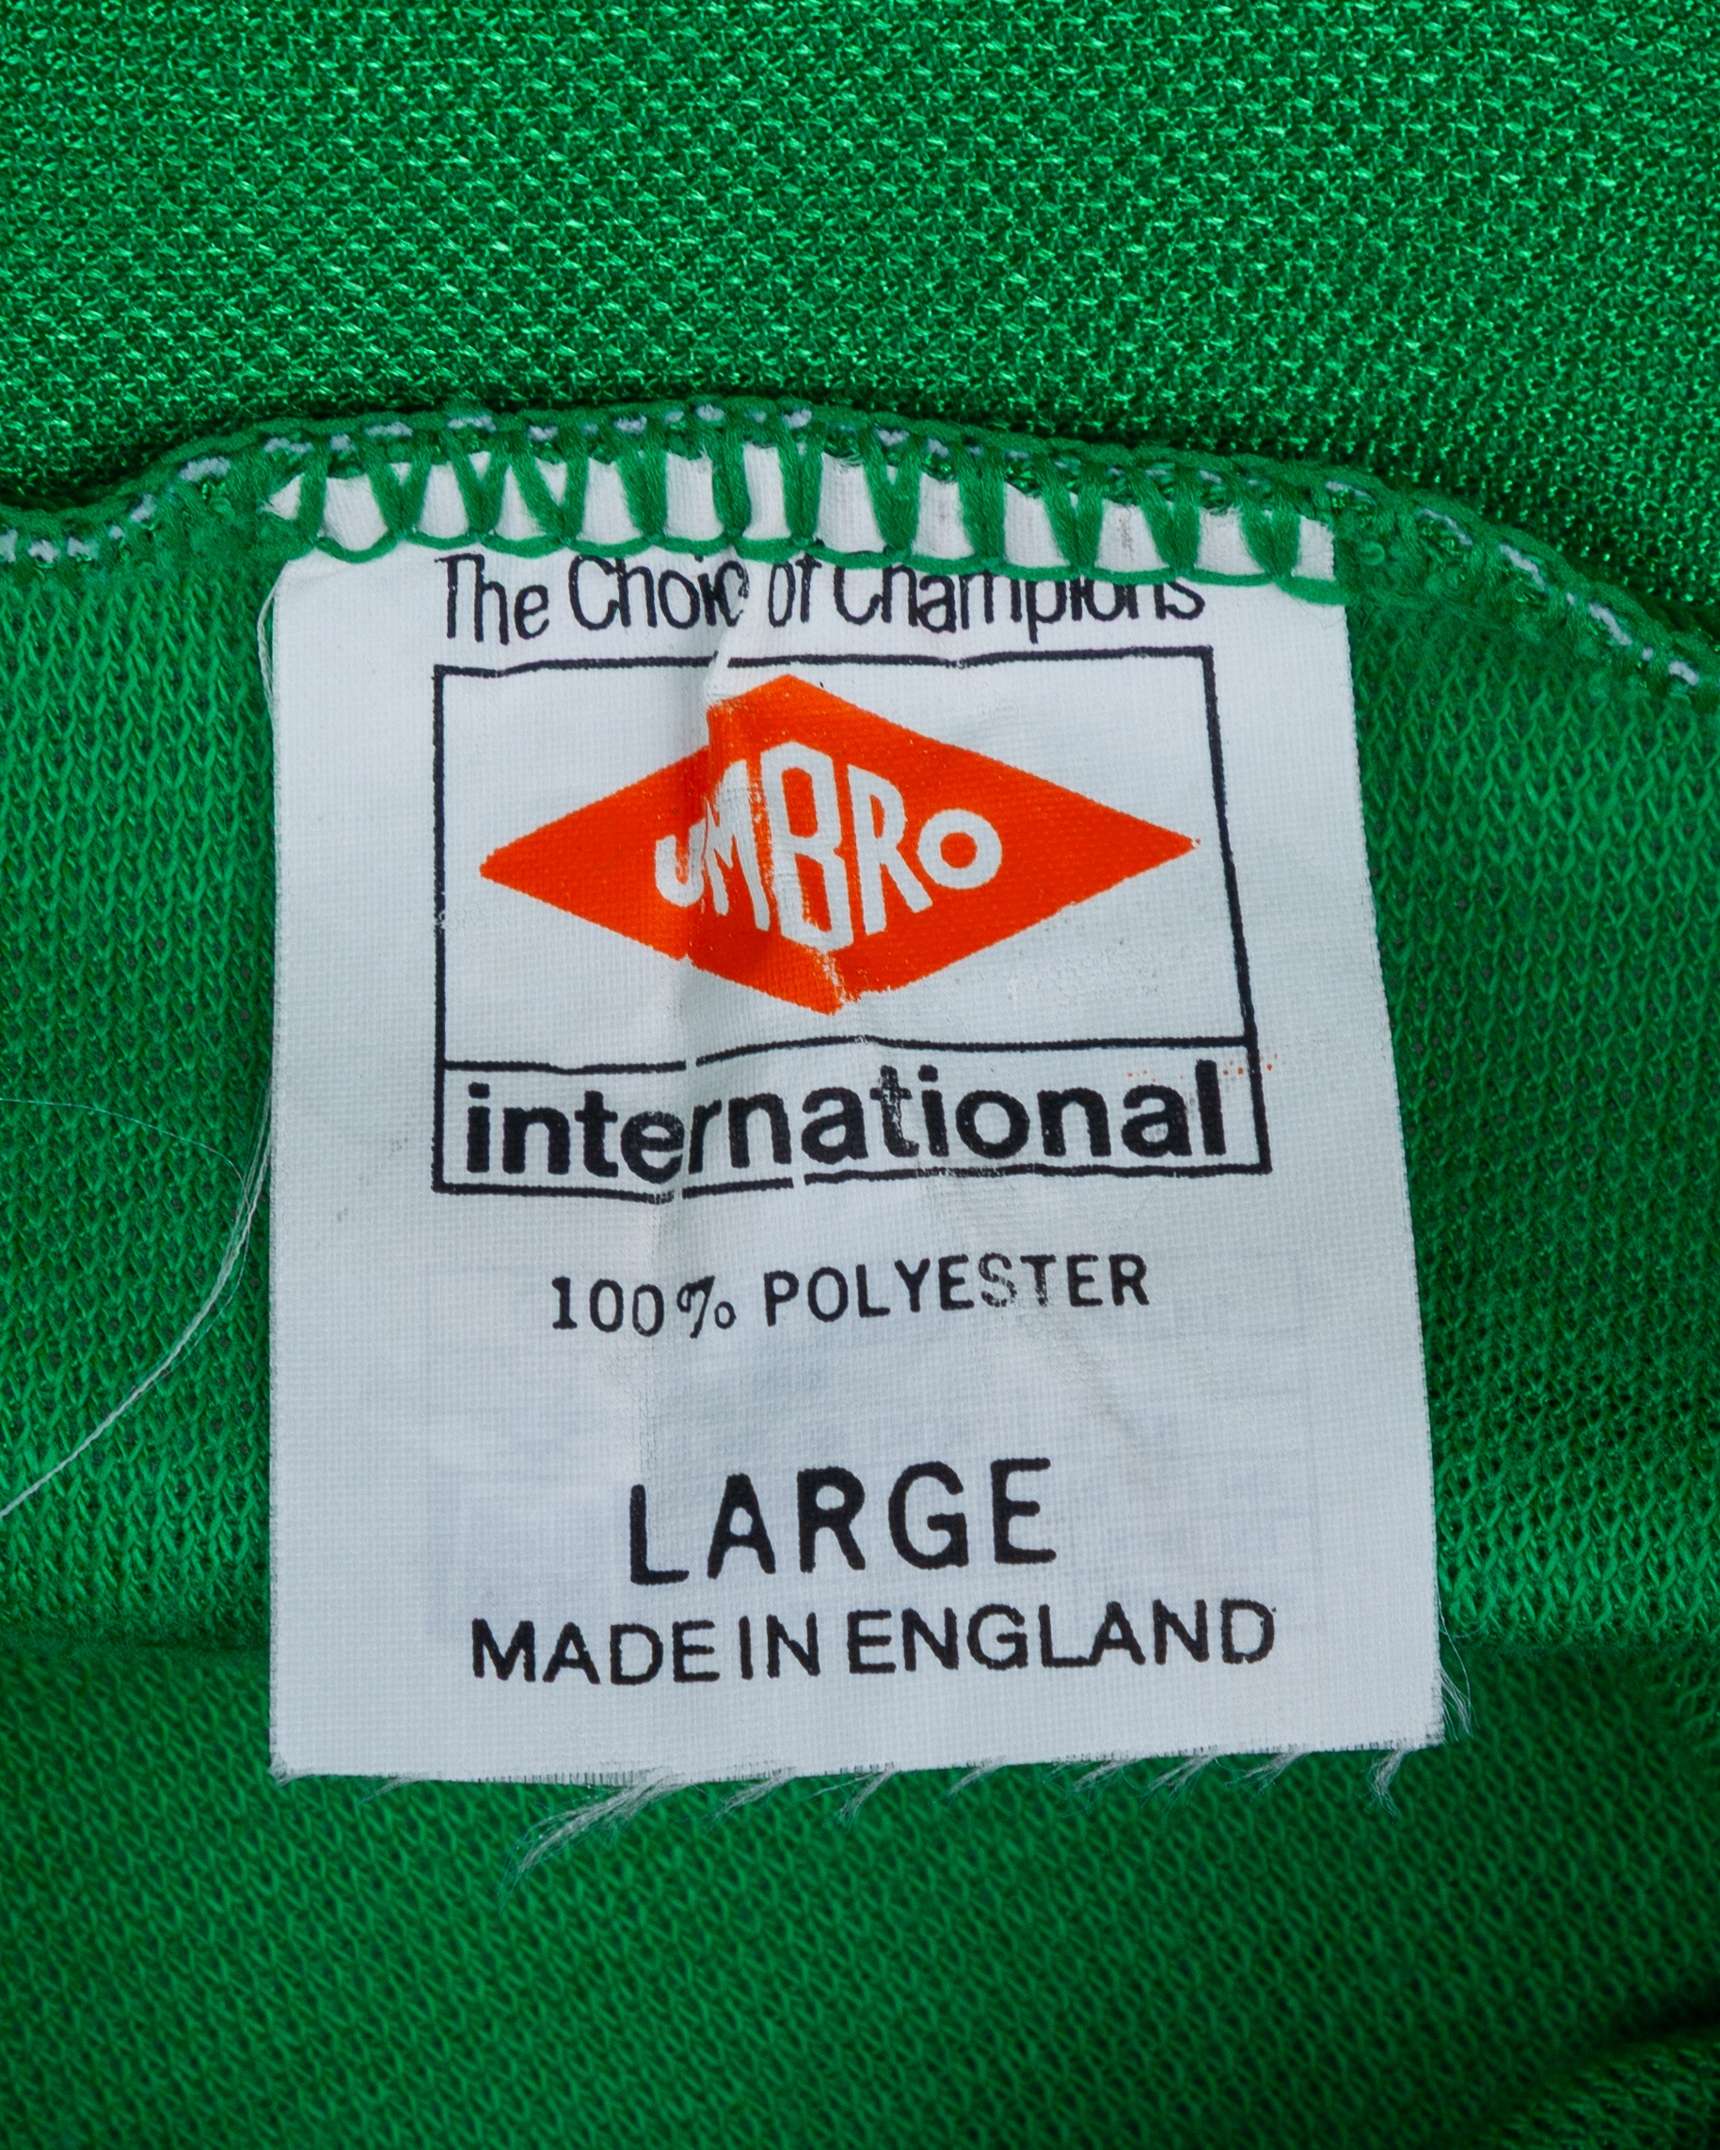 The Choice of Champions
UMBRO
international
100% POLYESTER
LARGE
MADE IN ENGLAND